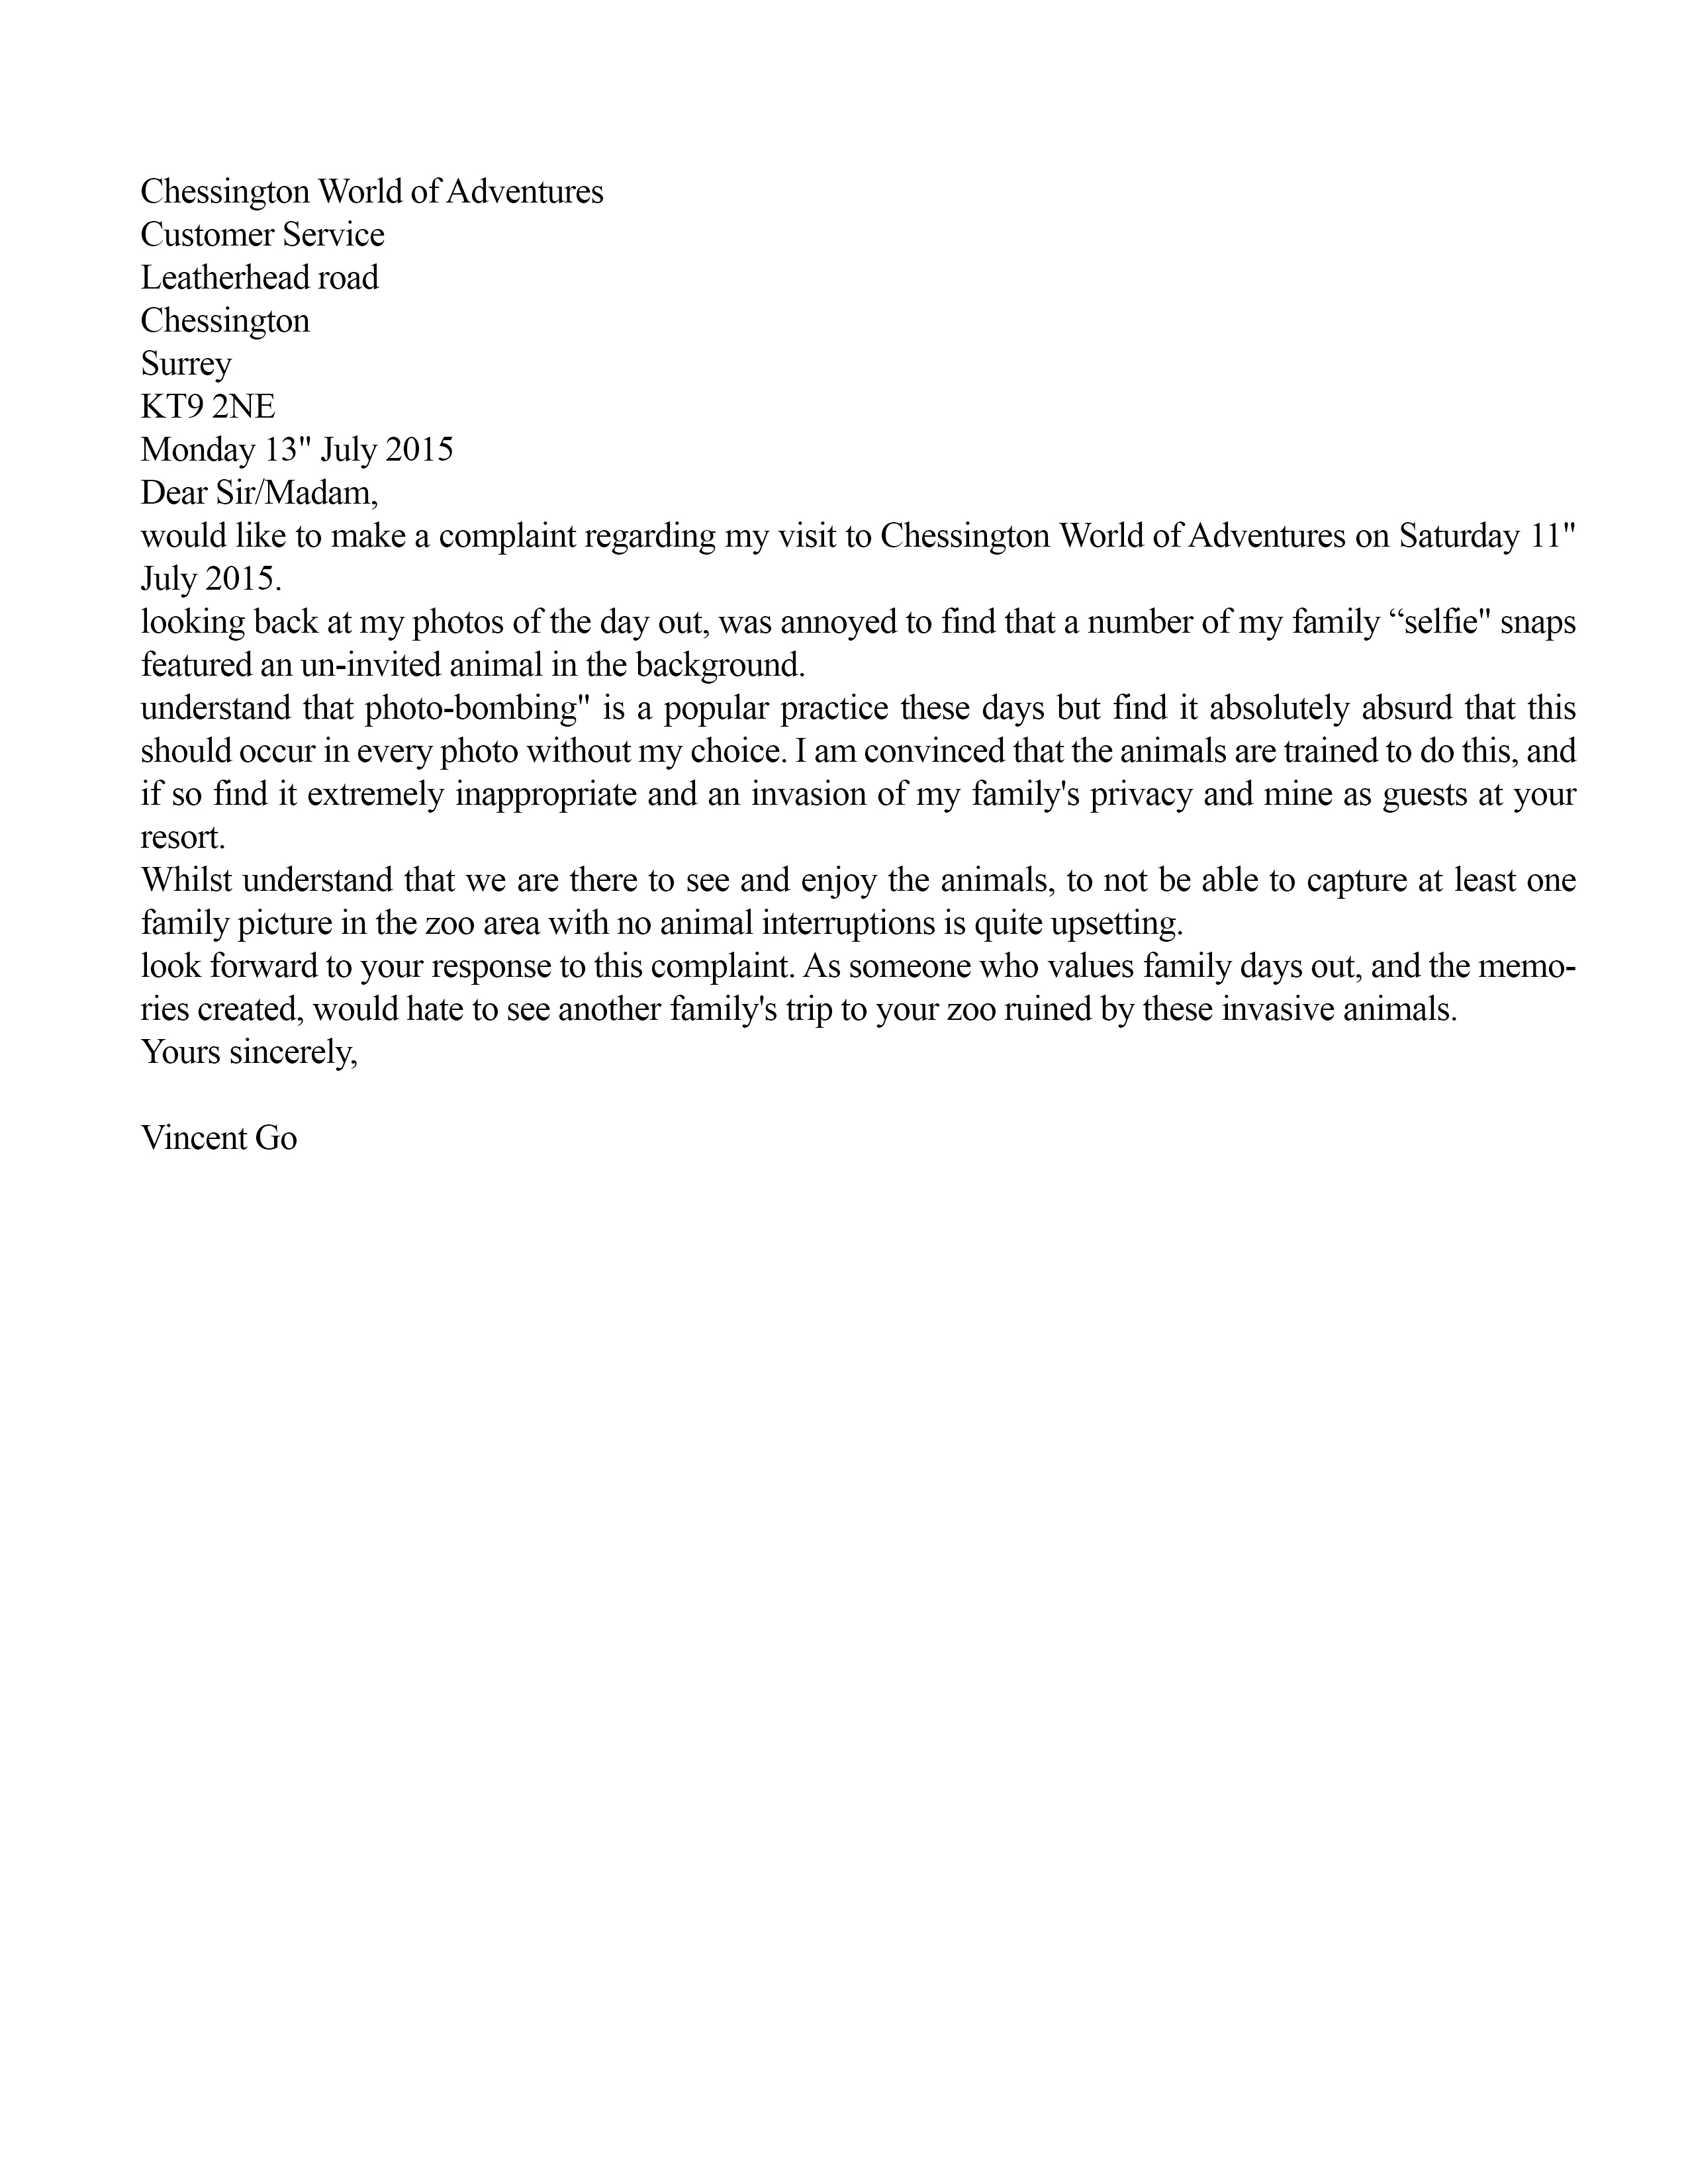 Chessington World of Adventures
Customer Service
Leatherhead road
Chessington
Surrey
KT9 2NE
Monday 13" July 2015
Dear Sir/Madam,
would like to make a complaint regarding my visit to Chessington World of Adventures on Saturday 11"
July 2015.
looking back at my photos of the day out, was annoyed to find that a number of my family “selfie" snaps
featured an un-invited animal in the background.
understand that photo-bombing" is a popular practice these days but find it absolutely absurd that this
should occur in every photo without my choice. I am convinced that the animals are trained to do this, and
if so find it extremely inappropriate and an invasion of my family's privacy and mine as guests at your
resort.
Whilst understand that we are there to see and enjoy the animals, to not be able to capture at least one
family picture in the zoo area with no animal interruptions is quite upsetting.
look forward to your response to this complaint. As someone who values family days out, and the memo-
ries created, would hate to see another family's trip to your zoo ruined by these invasive animals.
Yours sincerely,
Vincent Go